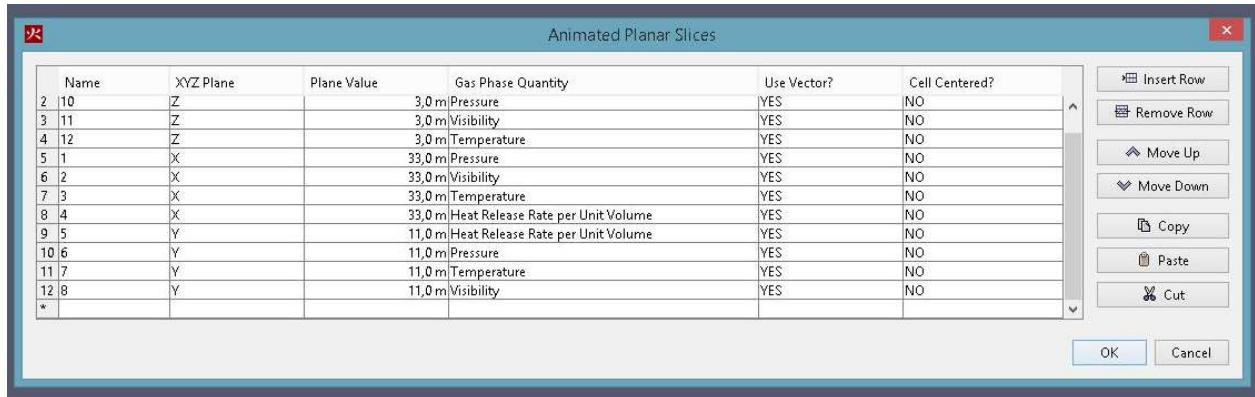 火
Animated Planar Slices
×
Name XYZ Plane Plane Value Gas Phase Quantity Use Vector? Cell Centered?
2 10 Z 3,0 m Pressure YES NO
3 11 Z 3,0 m Visibility YES NO
4 12 Z 3,0 m Temperature YES NO
5 1 X 33,0 m Pressure YES NO
6 2 X 33,0 m Visibility YES NO
7 3 X 33,0 m Temperature YES NO
8 4 X 33,0 m Heat Release Rate per Unit Volume YES NO
9 5 Y 11,0 m Heat Release Rate per Unit Volume YES NO
10 6 Y 11,0 m Pressure YES NO
11 7 Y 11,0 m Temperature YES NO
12 8 Y 11,0 m Visibility YES NO
*
Insert Row
Remove Row
Move Up
Move Down
Copy
Paste
Cut
OK Cancel